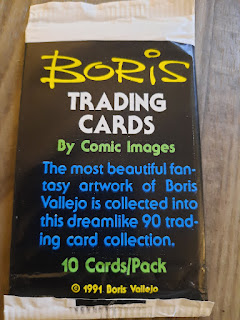 BORIS
TRADING
CARDS
By Comic Images
The most beautiful fan-
tasy artwork of Boris
Vallejo is collected into
this dreamlike 90 trad-
ing card collection.
10 Cards/Pack
© 1991 Boris Vallejo